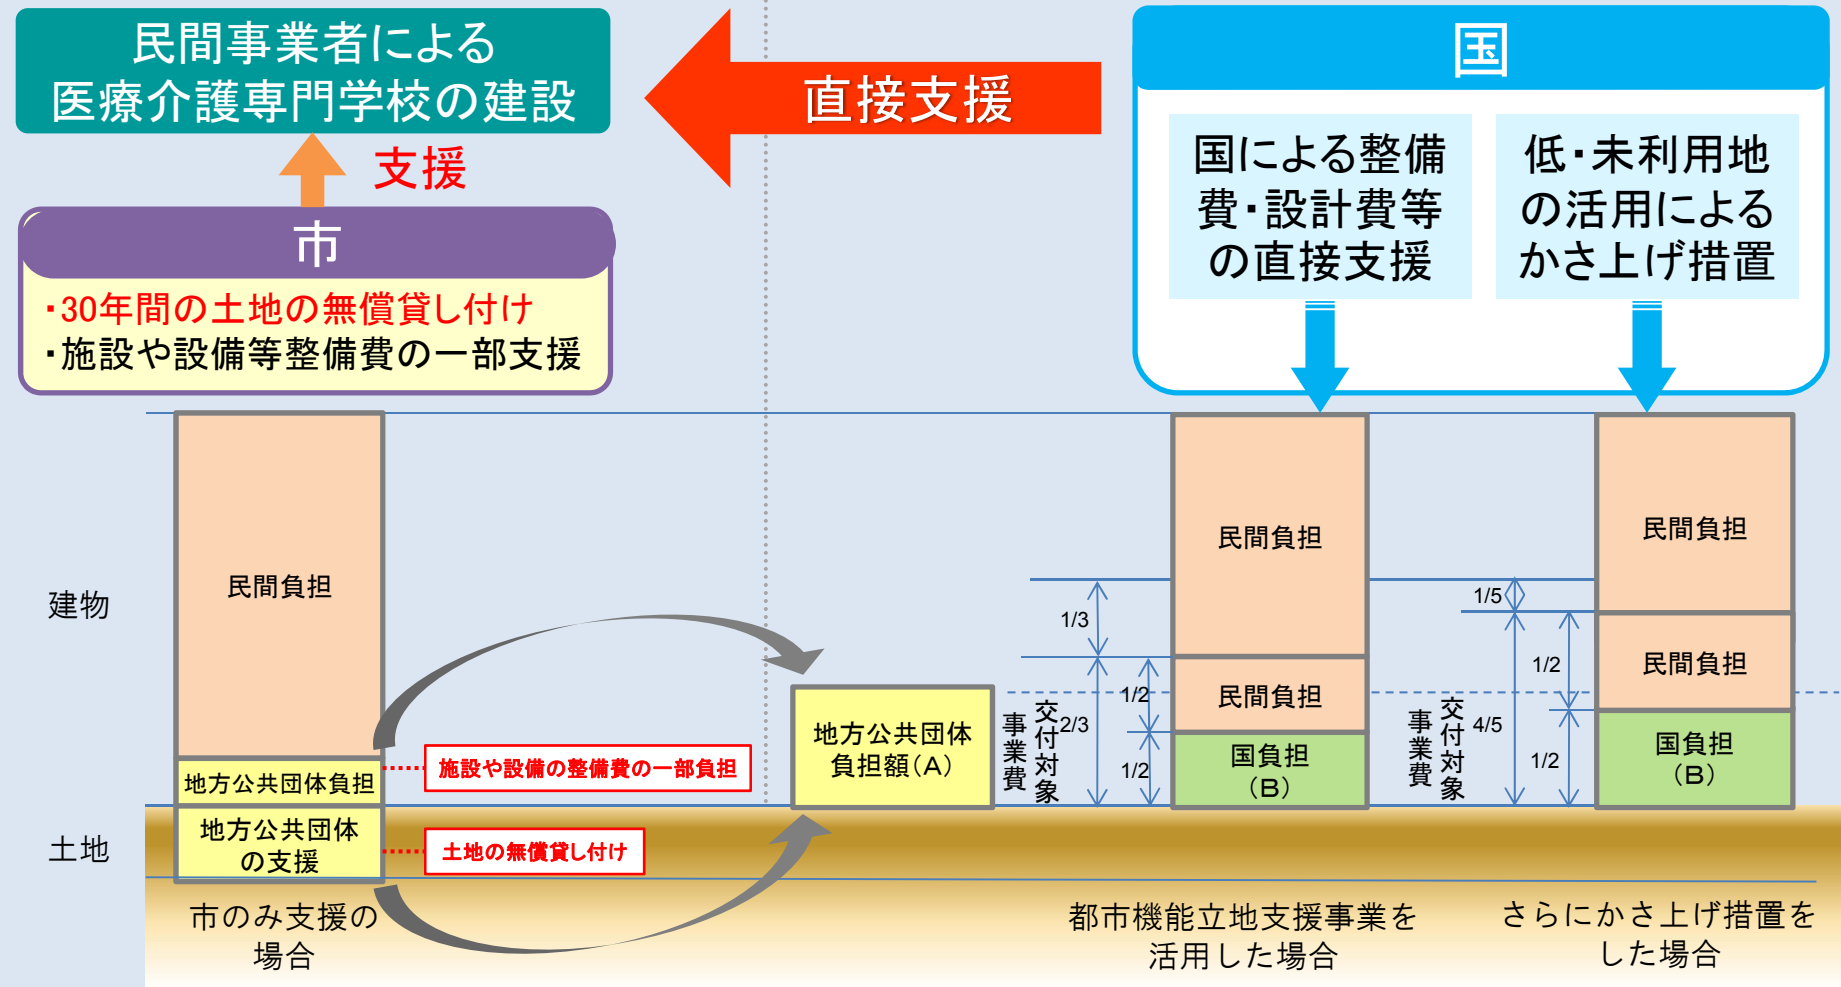 民間事業者による
医療介護専門学校の建設
支援
市
・30年間の土地の無償貸し付け
・施設や設備等整備費の一部支援
直接支援
国
国による整備
費・設計費等
の直接支援
低・未利用地
の活用による
かさ上げ措置
建物
土地
民間負担
地方公共団体負担
地方公共団体
の支援
施設や設備の整備費の一部負担
土地の無償貸し付け
市のみ支援の
場合
地方公共団体
負担額（A）
交付対象
事業費
1/3
2/3
1/2
1/2
民間負担
民間負担
国負担
（B）
都市機能立地支援事業を
活用した場合
交付対象
事業費
1/5
4/5
1/2
1/2
民間負担
民間負担
国負担
（B）
さらにかさ上げ措置を
した場合